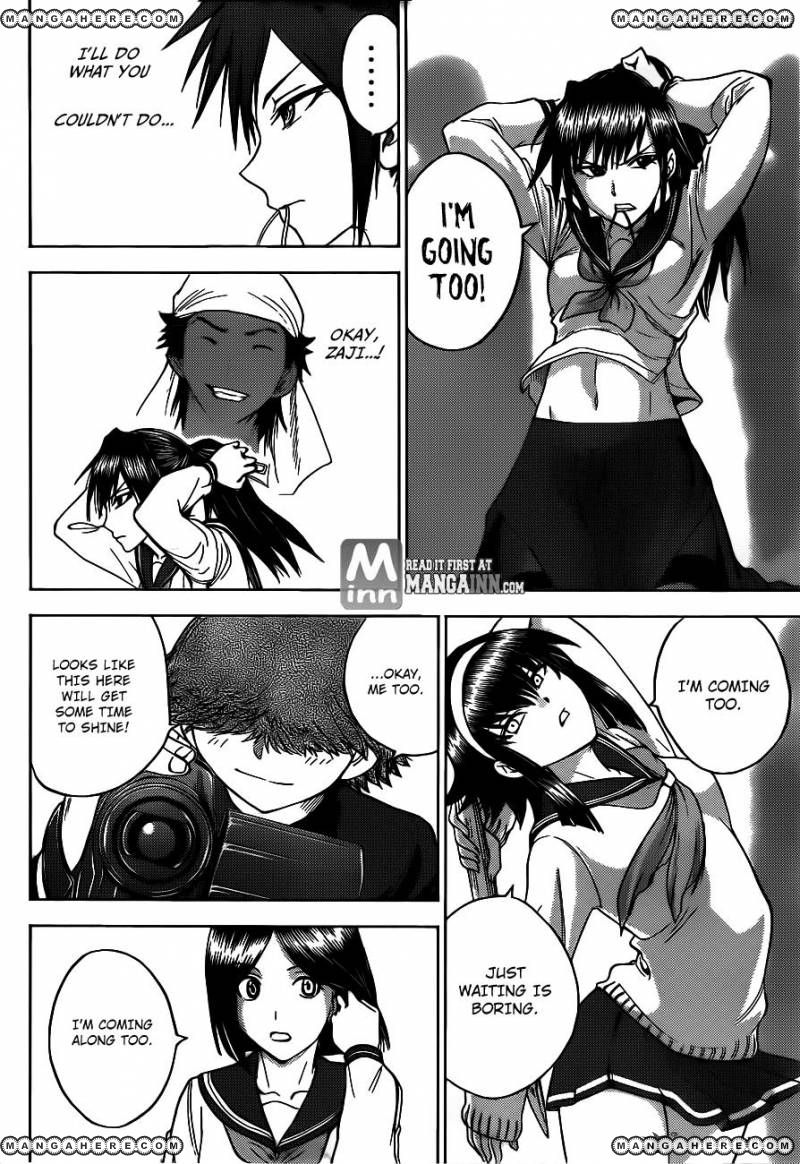 MANGAHERE.COM
MANGAHERE.COM
I'M
GOING
TOO!
I'LL DO
WHAT YOU
COULDN'T DO...
OKAY,
ZAJI...!
M
inn
READ IT FIRST AT
MANGAINN.COM
I'M COMING
TOO.
JUST
WAITING IS
BORING.
...OKAY,
ME TOO.
LOOKS LIKE
THIS HERE
WILL GET
SOME TIME
TO SHINE!
I'M COMING
ALONG TOO.
MANGAHERE.COM
MANGAHERE.COM